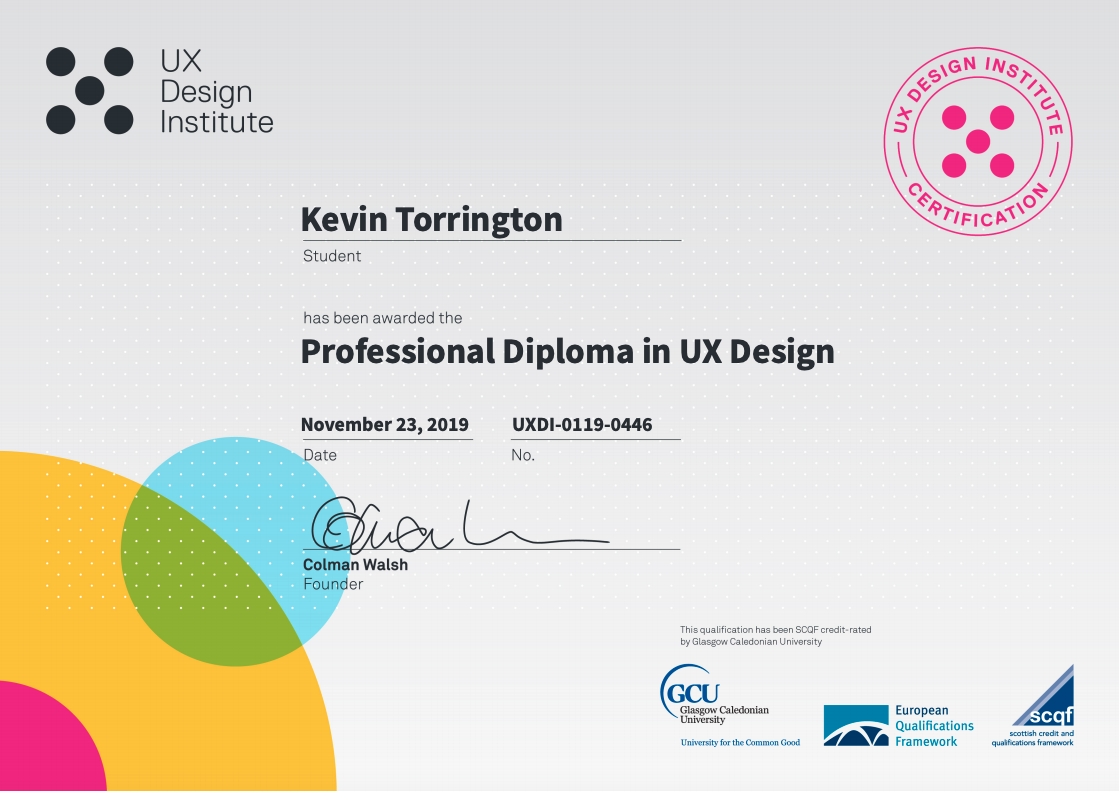 UX
Design
Institute
UX DESIGN INSTITUTE
CERTIFICATION
Kevin Torrington
Student
has been awarded the
Professional Diploma in UX Design
November 23, 2019 UXDI-0119-0446
Date No.
Colman Walsh
Founder
This qualification has been SCQF credit-rated
by Glasgow Caledonian University
GCU
Glasgow Caledonian
University
University for the Common Good
European
Qualifications
Framework
scqf
scottish credit and
qualifications framework